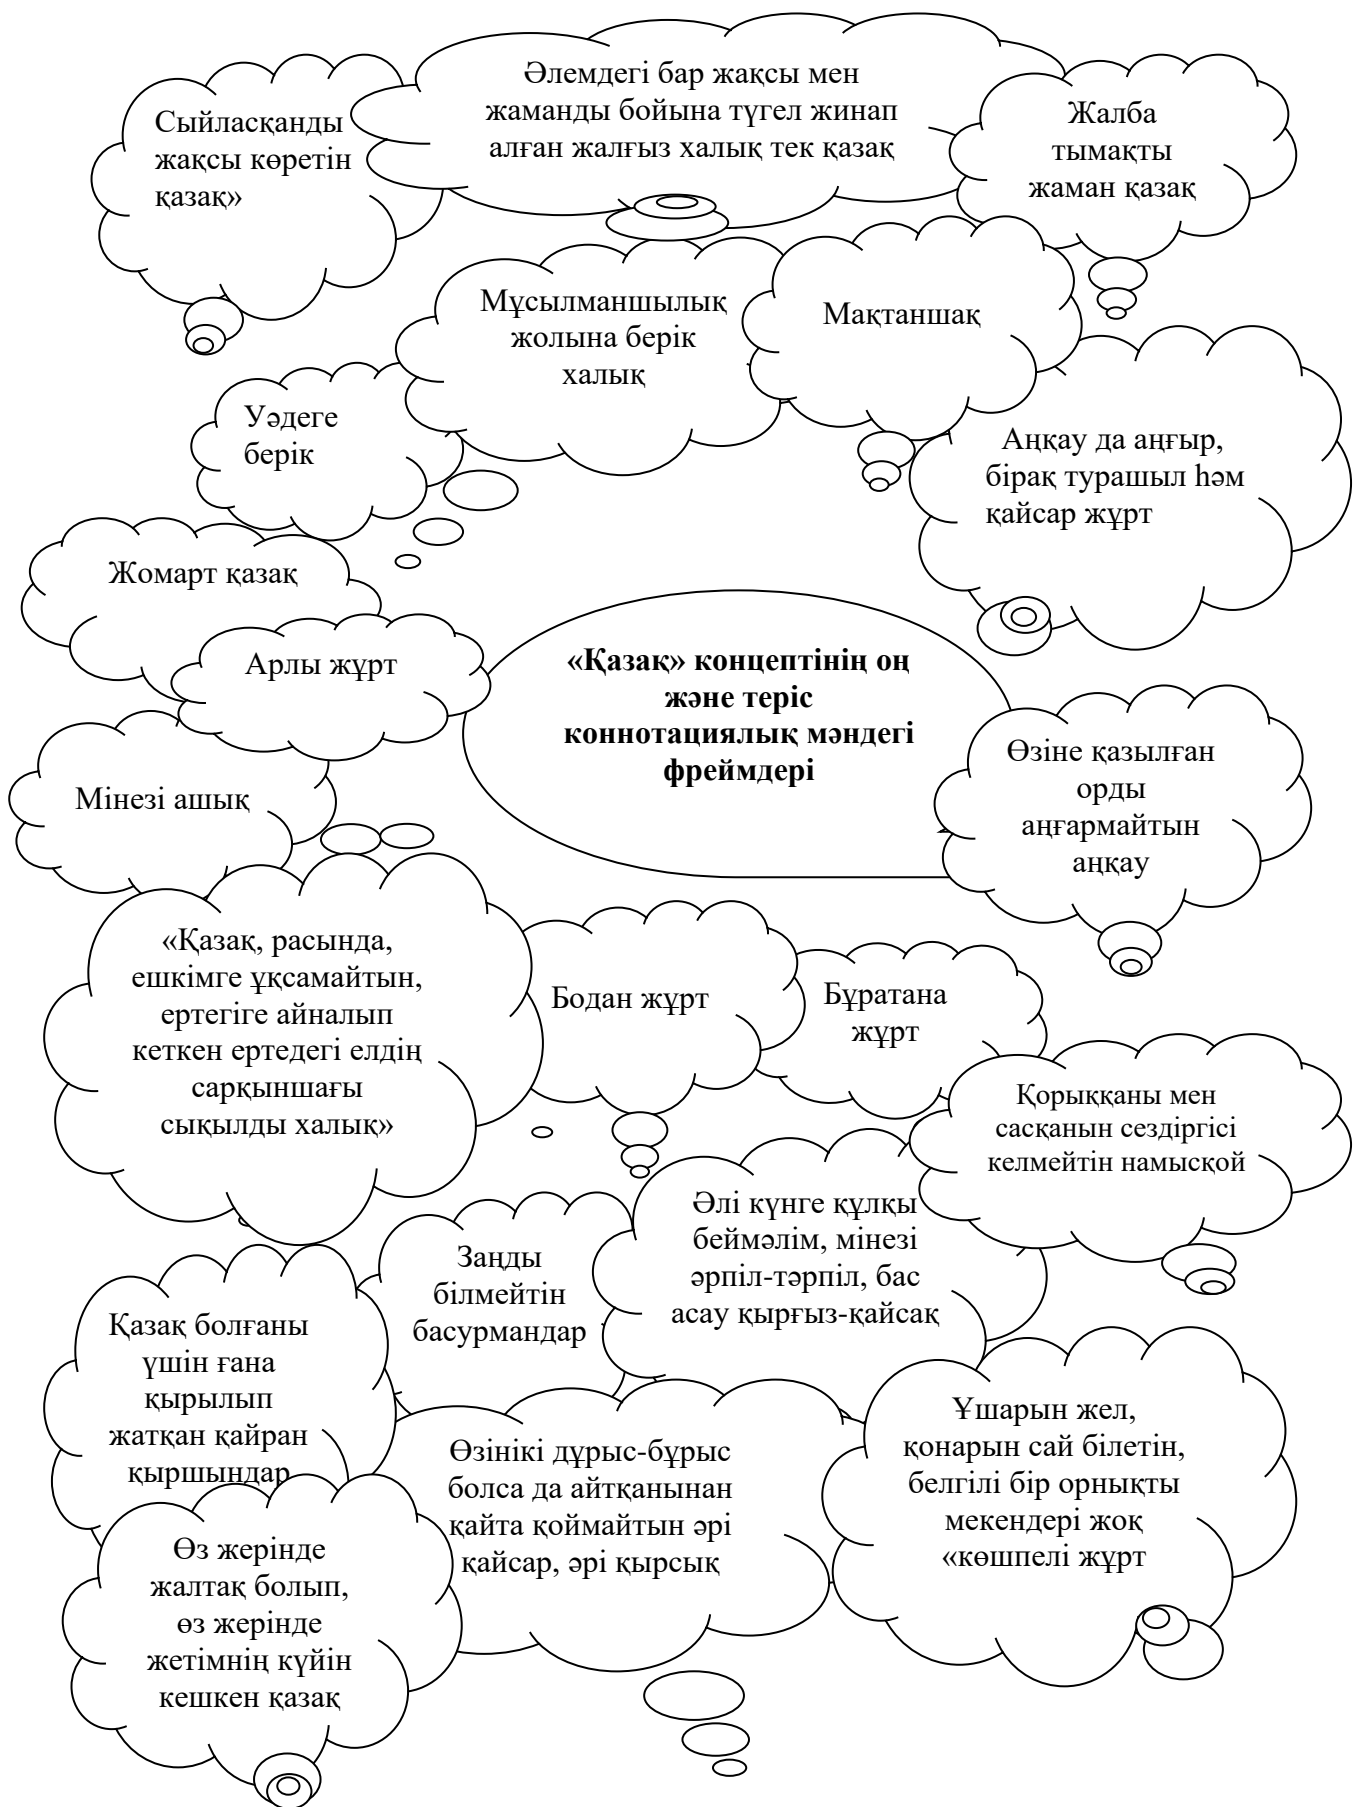 Сыйласқанды
жақсы көретін
қазақ»
Әлемдегі бар жақсы мен
жаманды бойына түгел жинап
алған жалғыз халық тек қазақ
Жалба
тымақты
жаман қазақ
Мұсылманшылық
жолына берік
халық
Мақтаншақ
Уәдеге
берік
Аңқау да аңғыр,
бірақ турашыл һәм
қайсар жұрт
Жомарт қазақ
Арлы жұрт
«Қазақ» концептінің оң
және теріс
коннотациялық мәндегі
фреймдері
Мінезі ашық
Өзіне қазылған
орды
аңғармайтын
аңқау
«Қазақ, расында,
ешкімге ұқсамайтын,
ертегіге айналып
кеткен ертедегі елдің
сарқыншағы
сықылды халық»
Бодан жұрт
Бұратана
жұрт
Қорыққаны мен
сасқанын сездіргісі
келмейтін намысқой
Әлі күнге құлқы
беймәлім, мінезі
әрпіл-тәрпіл, бас
асау қырғыз-қайсақ
Заңды
білмейтін
басурмандар
Қазақ болғаны
үшін ғана
қырылып
жатқан қайран
қыршындар
Өзінікі дұрыс-бұрыс
болса да айтқанынан
қайта қоймайтын әрі
қайсар, әрі қырсық
Ұшарын жел,
қонарын сай білетін,
белгілі бір орнықты
мекендері жоқ
«көшпелі жұрт
Өз жерінде
жалтақ болып,
өз жерінде
жетімнің күйін
кешкен қазақ